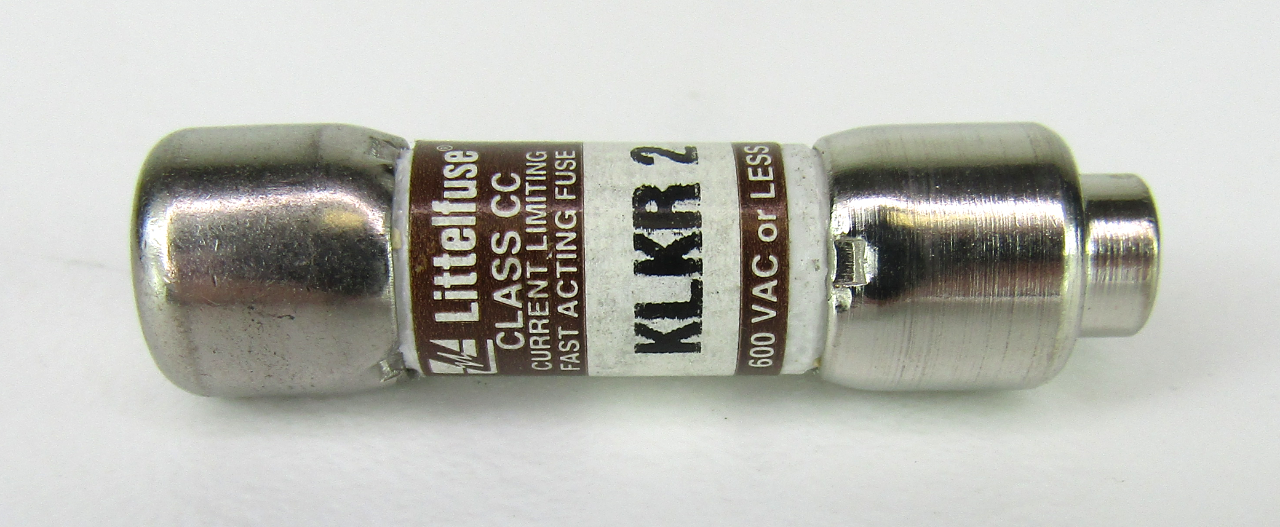 Littelfuse®
CLASS CC
CURRENT LIMITING
FAST ACTING FUSE
KLKR 2
600 VAC or LESS